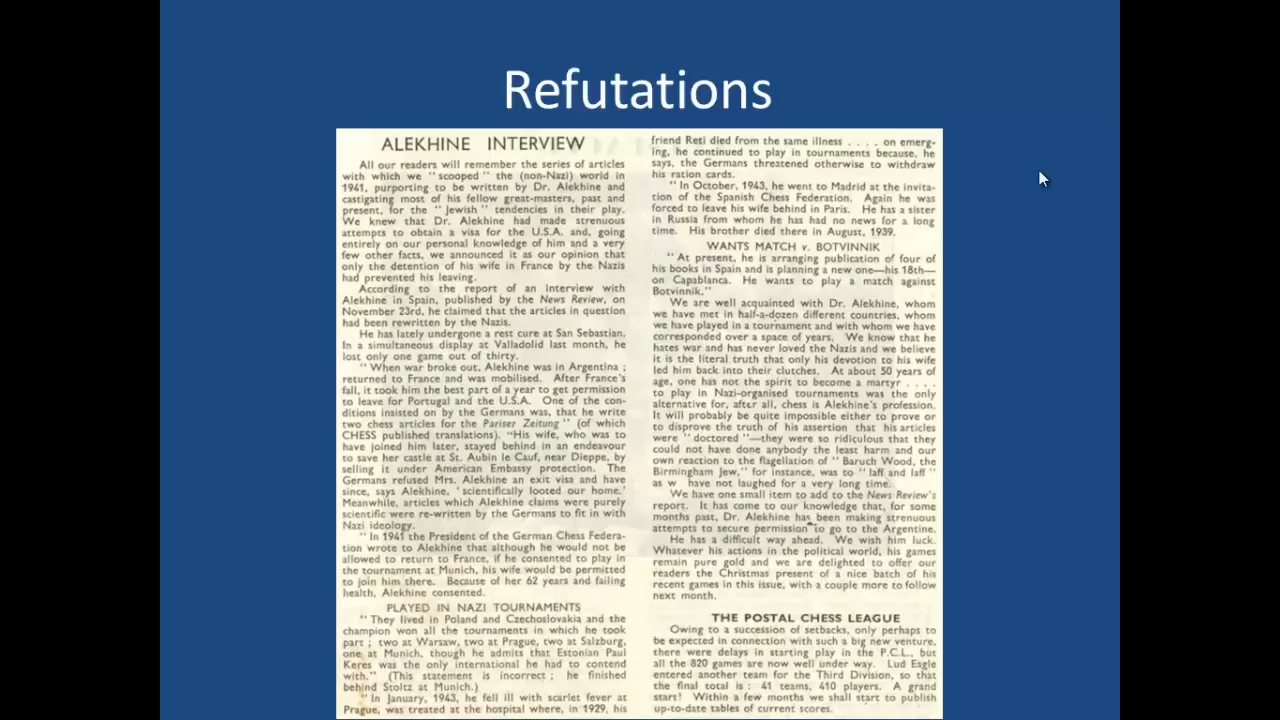 Refutations
ALEKHINE INTERVIEW
All our readers will remember the series of articles
with which we "scooped" the (non-Nazi) world in
1941, purporting to be written by Dr. Alekhine and
castigating most of his fellow great-masters, past and
present, for the "Jewish" tendencies in their play.
We knew that Dr. Alekhine had made strenuous
attempts to obtain a visa for the U.S.A. and, going
entirely on our personal knowledge of him and a very
few other facts, we announced it as our opinion that
only the detention of his wife in France by the Nazis
had prevented his leaving.
According to the report of an interview with
Alekhine in Spain, published by the News Review, on
November 23rd, he claimed that the articles in question
had been rewritten by the Nazis.
He has lately undergone a rest cure at San Sebastian.
In a simultaneous display at Valladolid last month, he
lost only one game out of thirty.
"When war broke out, Alekhine was in Argentina ;
returned to France and was mobilised. After France's
fall, it took him the best part of a year to get permission
to leave for Portugal and the U.S.A. One of the con-
ditions insisted on by the Germans was, that he write
two chess articles for the Pariser Zeitung" (of which
CHESS published translations). "His wife, who was to
have joined him later, stayed behind in an endeavour
to save her castle at St. Aubin le Cauf, near Dieppe, by
selling it under American Embassy protection. The
Germans refused Mrs. Alekhine an exit visa and have
since, says Alekhine, 'scientifically looted our home.'
Meanwhile, articles which Alekhine claims were purely
scientific were re-written by the Germans to fit in with
Nazi ideology.
"In 1941 the President of the German Chess Federa-
tion wrote to Alekhine that although he would not be
allowed to return to France, if he consented to play in
the tournament at Munich, his wife would be permitted
to join him there. Because of her 62 years and failing
health, Alekhine consented.
PLAYED IN NAZI TOURNAMENTS
"They lived in Poland and Czechoslovakia and the
champion won all the tournaments in which he took
part ; two at Warsaw, two at Prague, two at Salzburg,
one at Munich, though he admits that Estonian Paul
Keres was the only international he had to contend
with." (This statement is incorrect ; he finished
behind Stoltz at Munich.)
"In January, 1943, he fell ill with scarlet fever at
Prague, was treated at the hospital where, in 1929, his
friend Reti died from the same illness . . . . on emerg-
ing, he continued to play in tournaments because, he
says, the Germans threatened otherwise to withdraw
his ration cards.
"In October, 1943, he went to Madrid at the invita-
tion of the Spanish Chess Federation. Again he was
forced to leave his wife behind in Paris. He has a sister
in Russia from whom he has had no news for a long
time. His brother died there in August, 1939.
WANTS MATCH v. BOTVINNIK
"At present, he is arranging publication of four of
his books in Spain and is planning a new one—his 18th—
on Capablanca. He wants to play a match against
Botvinnik."
We are well acquainted with Dr. Alekhine, whom
we have met in half-a-dozen different countries, whom
we have played in a tournament and with whom we have
corresponded over a space of years. We know that he
hates war and has never loved the Nazis and we believe
it is the literal truth that only his devotion to his wife
led him back into their clutches. At about 50 years of
age, one has not the spirit to become a martyr . . . .
to play in Nazi-organised tournaments was the only
alternative for, after all, chess is Alekhine's profession.
It will probably be quite impossible either to prove or
to disprove the truth of his assertion that his articles
were "doctored"—they were so ridiculous that they
could not have done anybody the least harm and our
own reaction to the flagellation of "Baruch Wood, the
Birmingham Jew," for instance, was to "laff and laff"
as w have not laughed for a very long time.
We have one small item to add to the News Review's
report. It has come to our knowledge that, for some
months past, Dr. Alekhine has been making strenuous
attempts to secure permission to go to the Argentine.
He has a difficult way ahead. We wish him luck.
Whatever his actions in the political world, his games
remain pure gold and we are delighted to offer our
readers the Christmas present of a nice batch of his
recent games in this issue, with a couple more to follow
next month.
THE POSTAL CHESS LEAGUE
Owing to a succession of setbacks, only perhaps to
be expected in connection with such a big new venture,
there were delays in starting play in the P.C.L., but
all the 820 games are now well under way. Lud Eagle
entered another team for the Third Division, so that
the final total is : 41 teams, 410 players. A grand
start! Within a few months we shall start to publish
up-to-date tables of current scores.